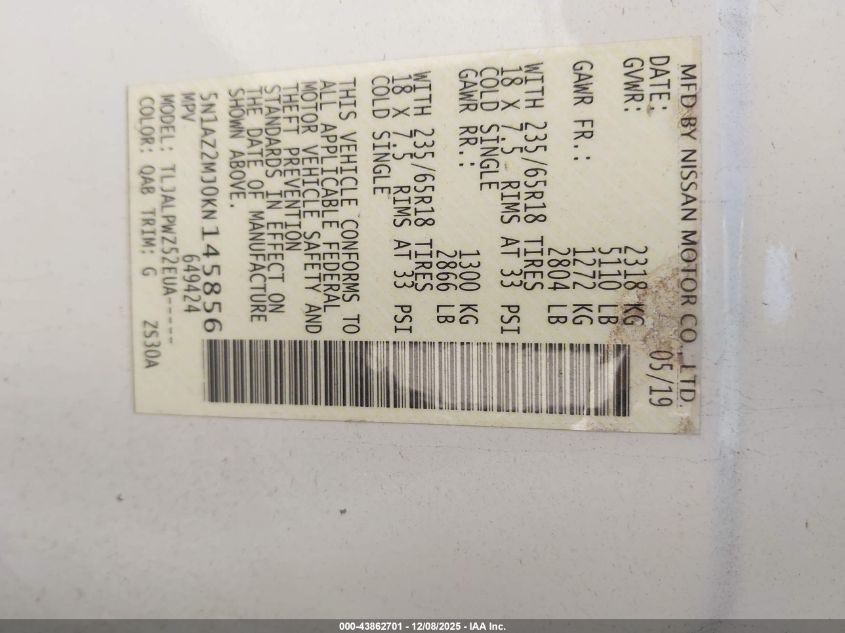 MFD BY NISSAN MOTOR CO.,LTD.
DATE: 05/19
GVWR: 2318 KG
5110 LB
GAWR FR.: 1272 KG
2804 LB
WITH 235/65R18 TIRES
18 X 7.5 RIMS AT 33 PSI
COLD SINGLE
GAWR RR.: 1300 KG
2866 LB
WITH 235/65R18 TIRES
18 X 7.5 RIMS AT 33 PSI
COLD SINGLE
THIS VEHICLE CONFORMS TO
ALL APPLICABLE FEDERAL
MOTOR VEHICLE SAFETY AND
THEFT PREVENTION
STANDARDS IN EFFECT ON
THE DATE OF MANUFACTURE
SHOWN ABOVE.
5N1AZ2MJ0KN145856
MPV 649424
MODEL: TLJALPWZ52EUA-----
COLOR: QAB TRIM: G 2S30A
000-43862701 - 12/08/2025 - IAA Inc.